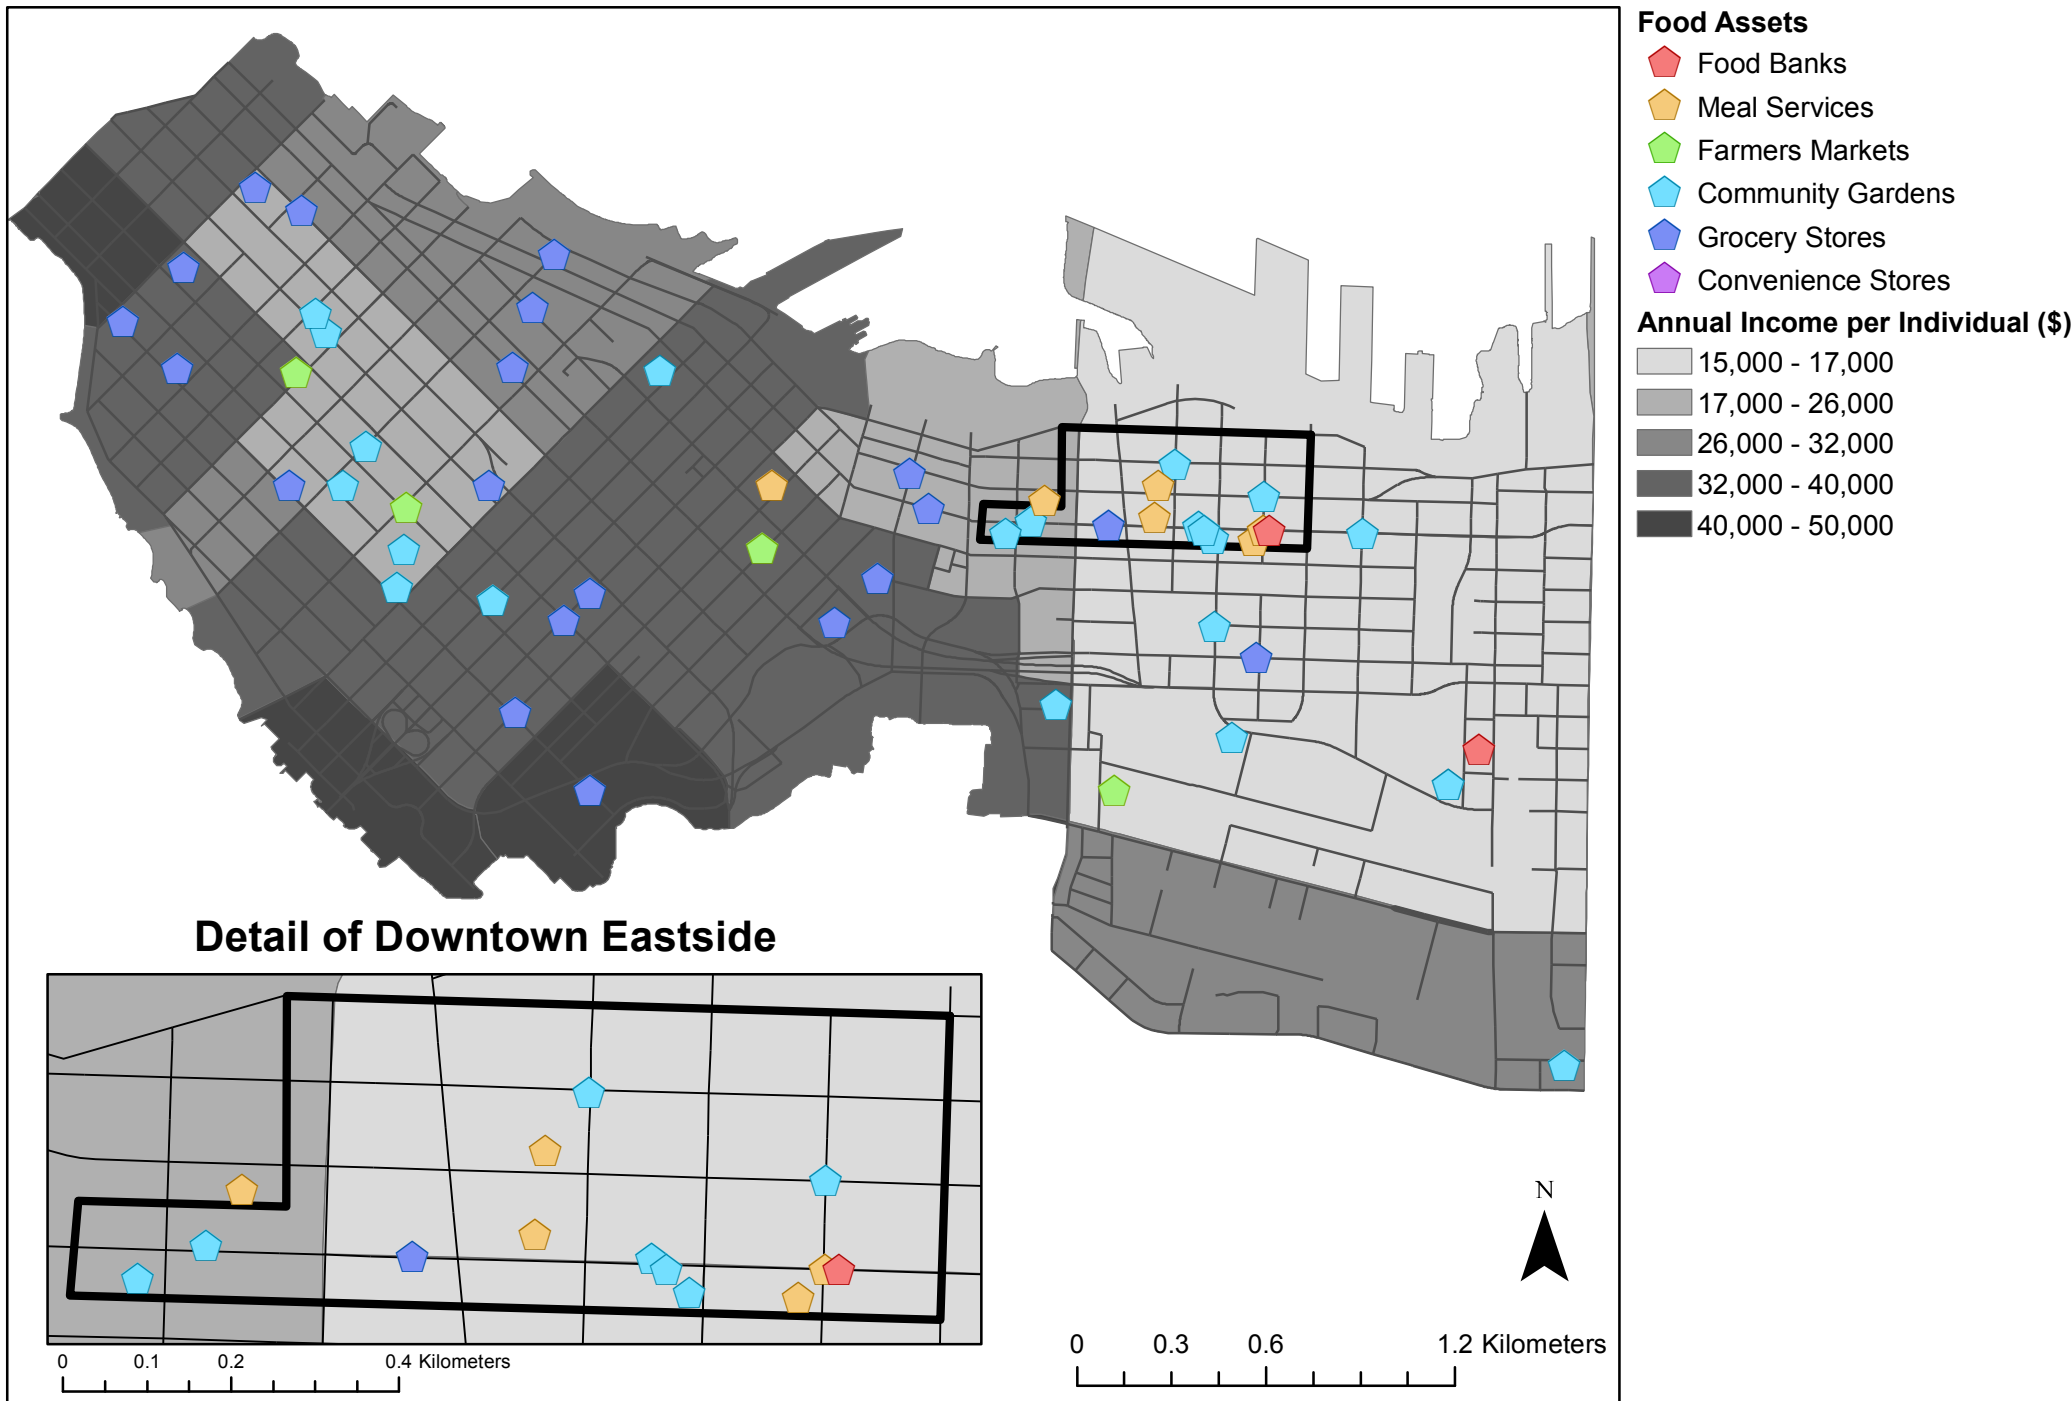 Food Assets
Food Banks
Meal Services
Farmers Markets
Community Gardens
Grocery Stores
Convenience Stores
Annual Income per Individual ($)
15,000 - 17,000
17,000 - 26,000
26,000 - 32,000
32,000 - 40,000
40,000 - 50,000
Detail of Downtown Eastside
N
0 0.3 0.6 1.2 Kilometers
0 0.1 0.2 0.4 Kilometers